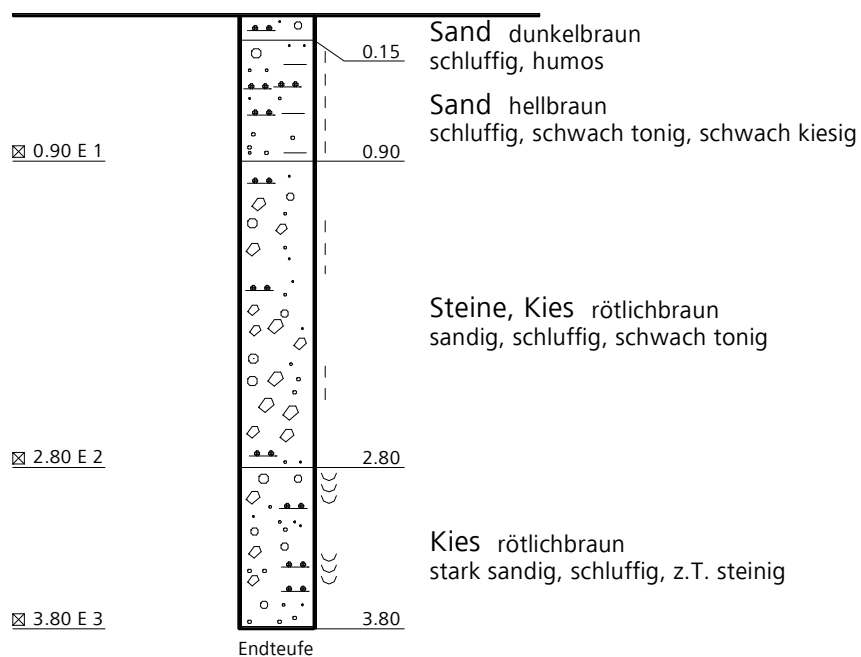 Sand dunkelbraun
schluffig, humos
0.15
Sand hellbraun
schluffig, schwach tonig, schwach kiesig
0.90 E 1
0.90
Steine, Kies rötlichbraun
sandig, schluffig, schwach tonig
2.80 E 2
2.80
Kies rötlichbraun
stark sandig, schluffig, z.T. steinig
3.80 E 3
3.80
Endteufe